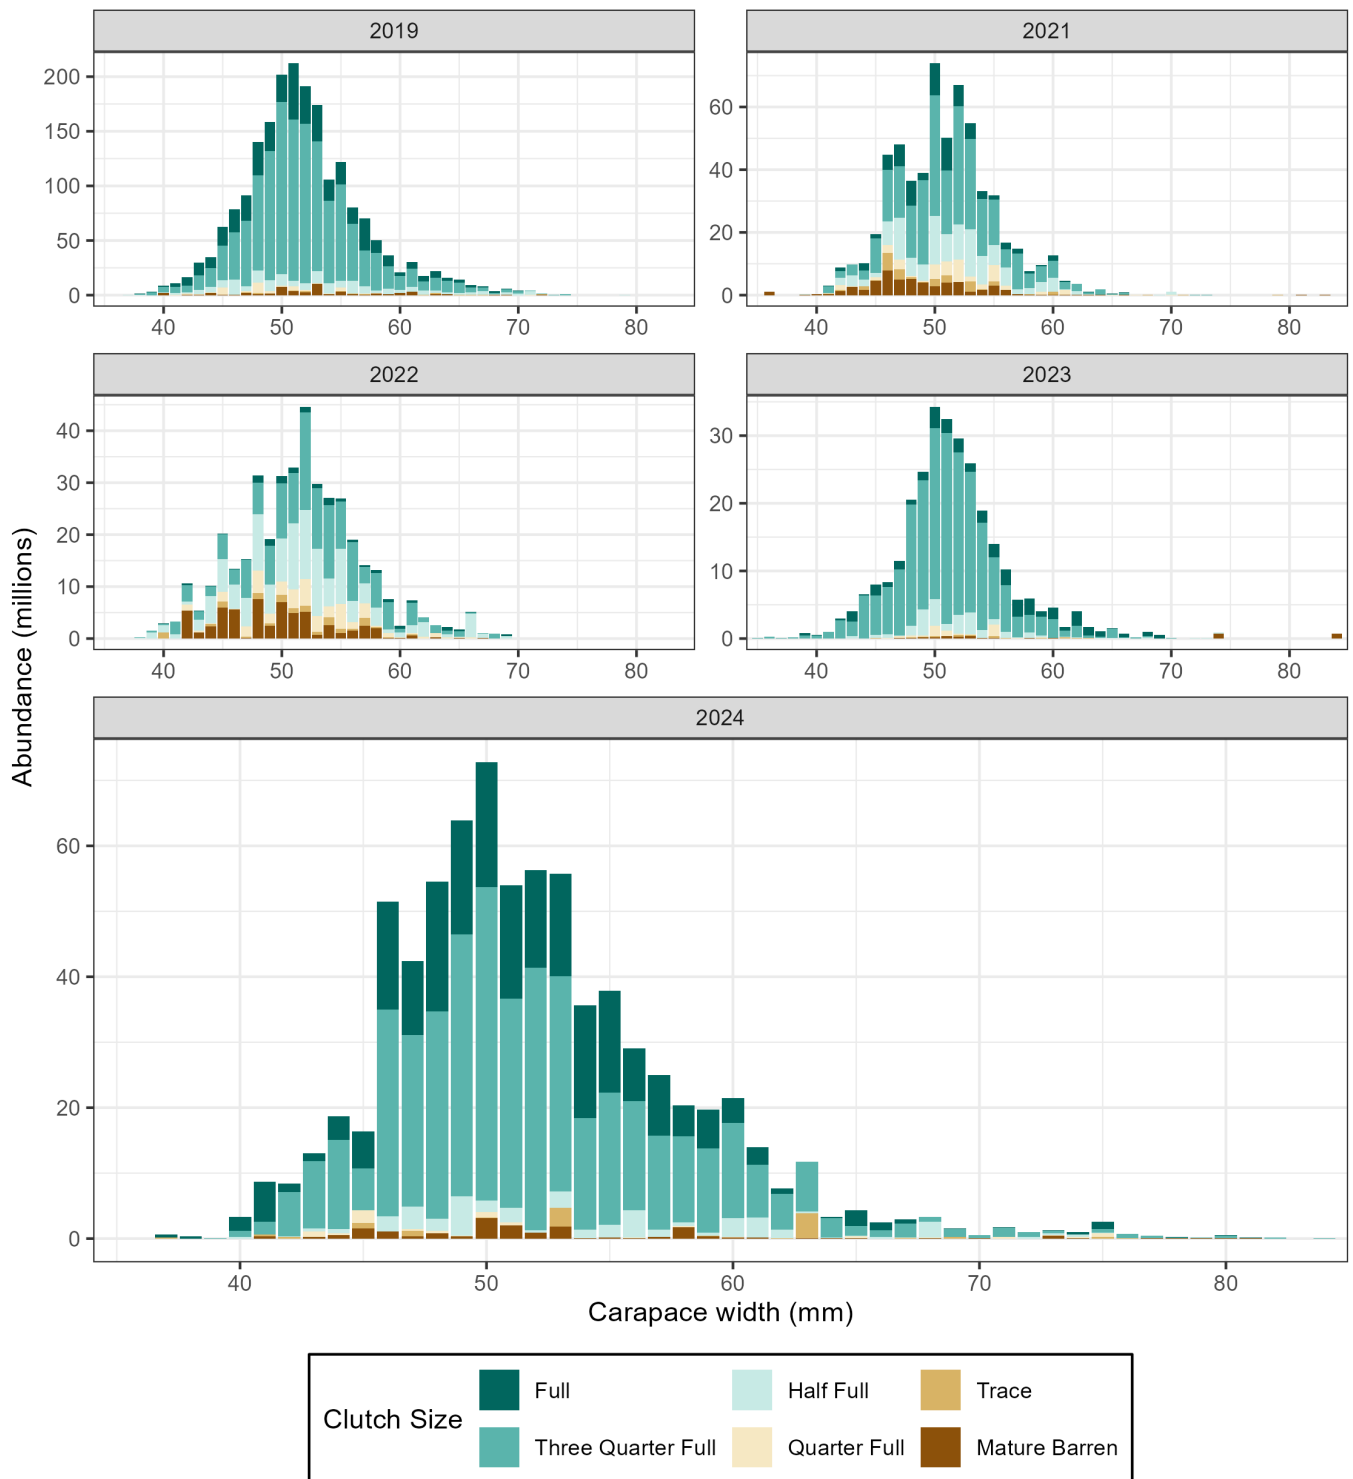 2019
2021
200
150
100
50
0
60
40
20
0
40 50 60 70 80
40 50 60 70 80
2022
2023
40
30
20
10
0
30
20
10
0
40 50 60 70 80
40 50 60 70 80
Abundance (millions)
2024
60
40
20
0
40 50 60 70 80
Carapace width (mm)
Clutch Size
Full
Half Full
Trace
Three Quarter Full
Quarter Full
Mature Barren